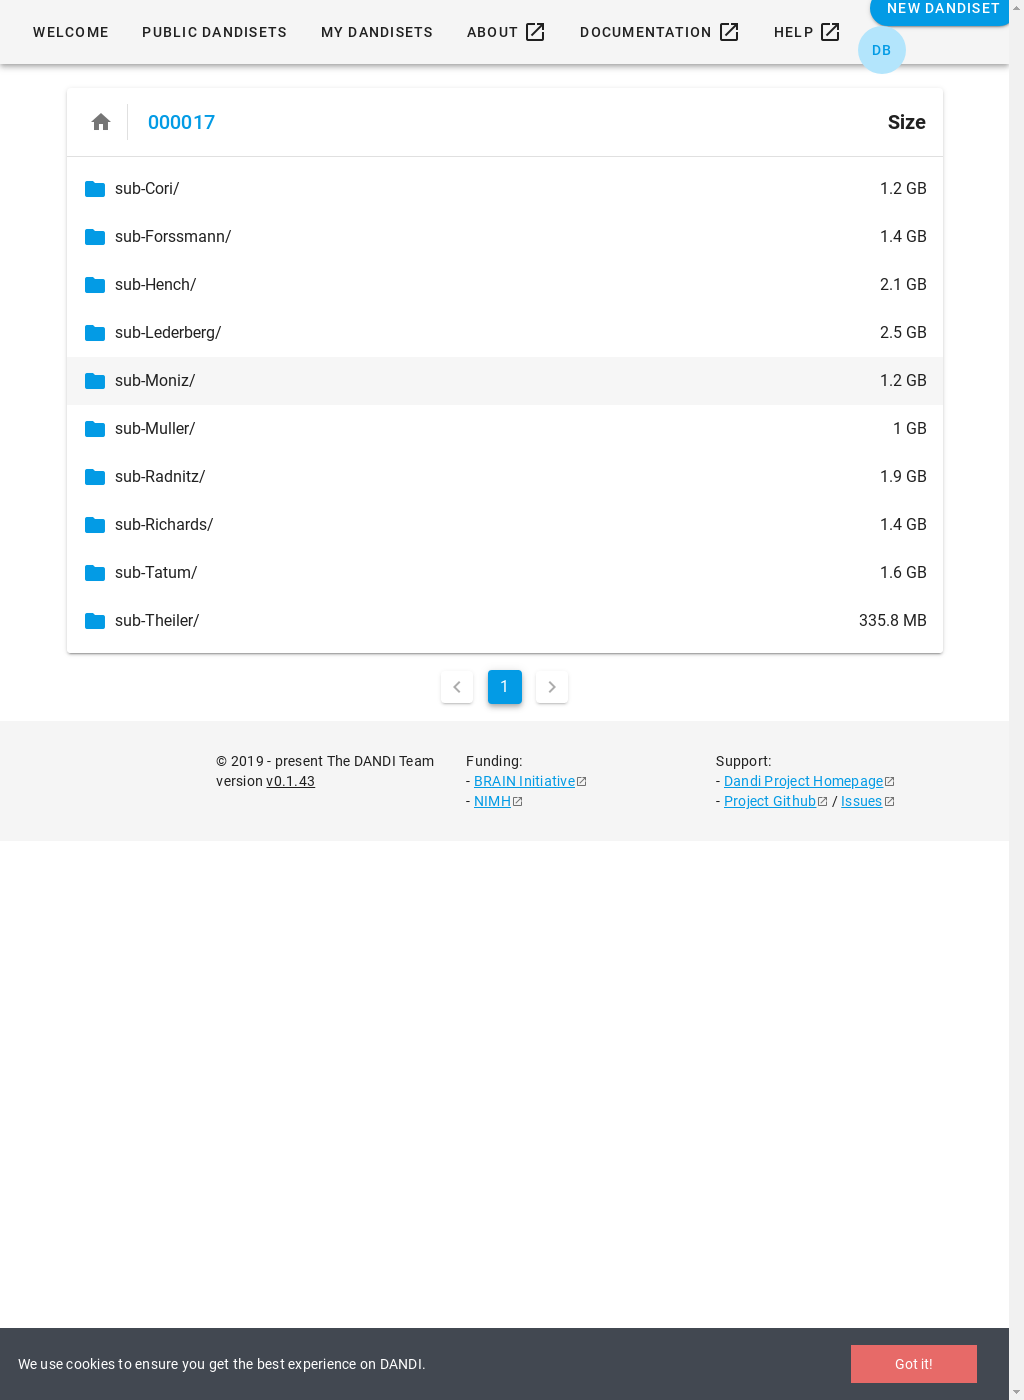 WELCOME PUBLIC DANDISETS MY DANDISETS ABOUT DOCUMENTATION HELP NEW DANDISET
DB
000017 Size
sub-Cori/ 1.2 GB
sub-Forssmann/ 1.4 GB
sub-Hench/ 2.1 GB
sub-Lederberg/ 2.5 GB
sub-Moniz/ 1.2 GB
sub-Muller/ 1 GB
sub-Radnitz/ 1.9 GB
sub-Richards/ 1.4 GB
sub-Tatum/ 1.6 GB
sub-Theiler/ 335.8 MB
1
© 2019 - present The DANDI Team
version v0.1.43
Funding:
- BRAIN Initiative
- NIMH
Support:
- Dandi Project Homepage
- Project Github / Issues
We use cookies to ensure you get the best experience on DANDI. Got it!